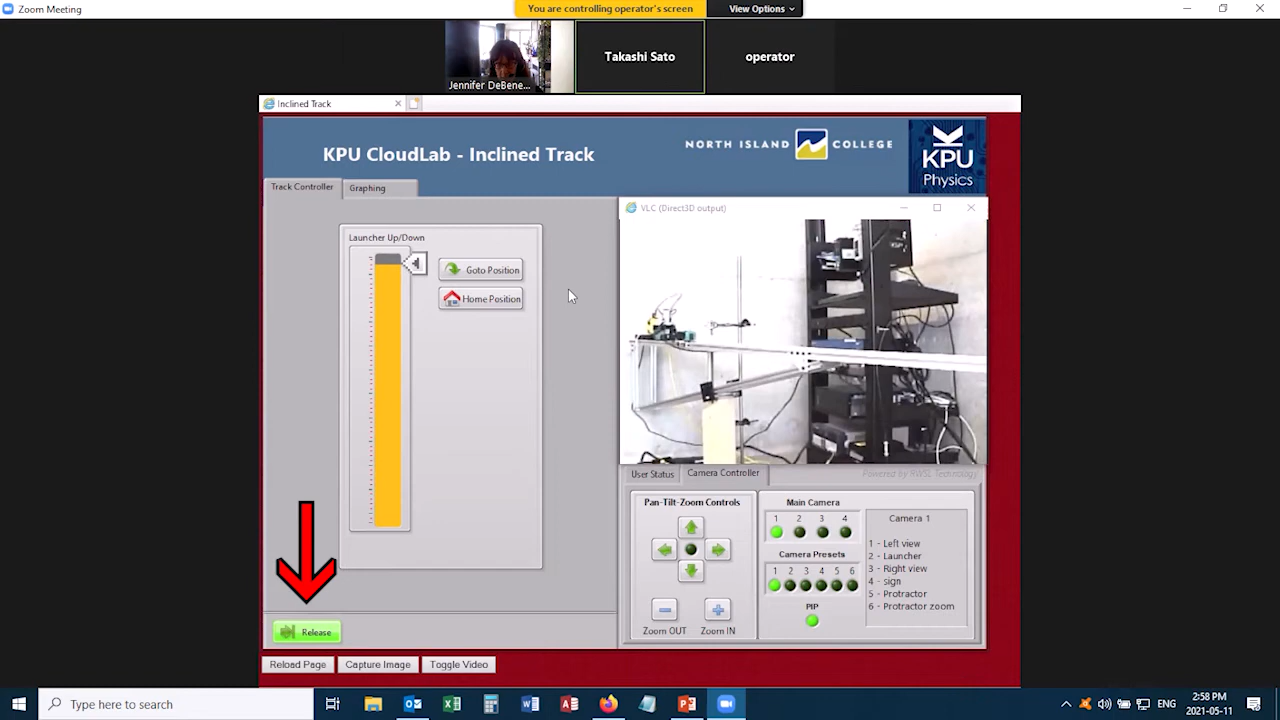 Zoom Meeting
You are controlling operator's screen
View Options
Jennifer DeBene...
Takashi Sato
operator
Inclined Track
KPU CloudLab - Inclined Track
NORTH ISLAND COLLEGE
KPU
Physics
Track Controller
Graphing
VLC (Direct3D output)
Launcher Up/Down
Goto Position
Home Position
User Status
Camera Controller
Powered by RWSL Technology
Pan-Tilt-Zoom Controls
Zoom OUT
Zoom IN
Main Camera
1 2 3 4
Camera Presets
1 2 3 4 5 6
PIP
Camera 1
1 - Left view
2 - Launcher
3 - Right view
4 - sign
5 - Protractor
6 - Protractor zoom
Release
Reload Page
Capture Image
Toggle Video
Type here to search
ENG
2:58 PM
2021-05-11